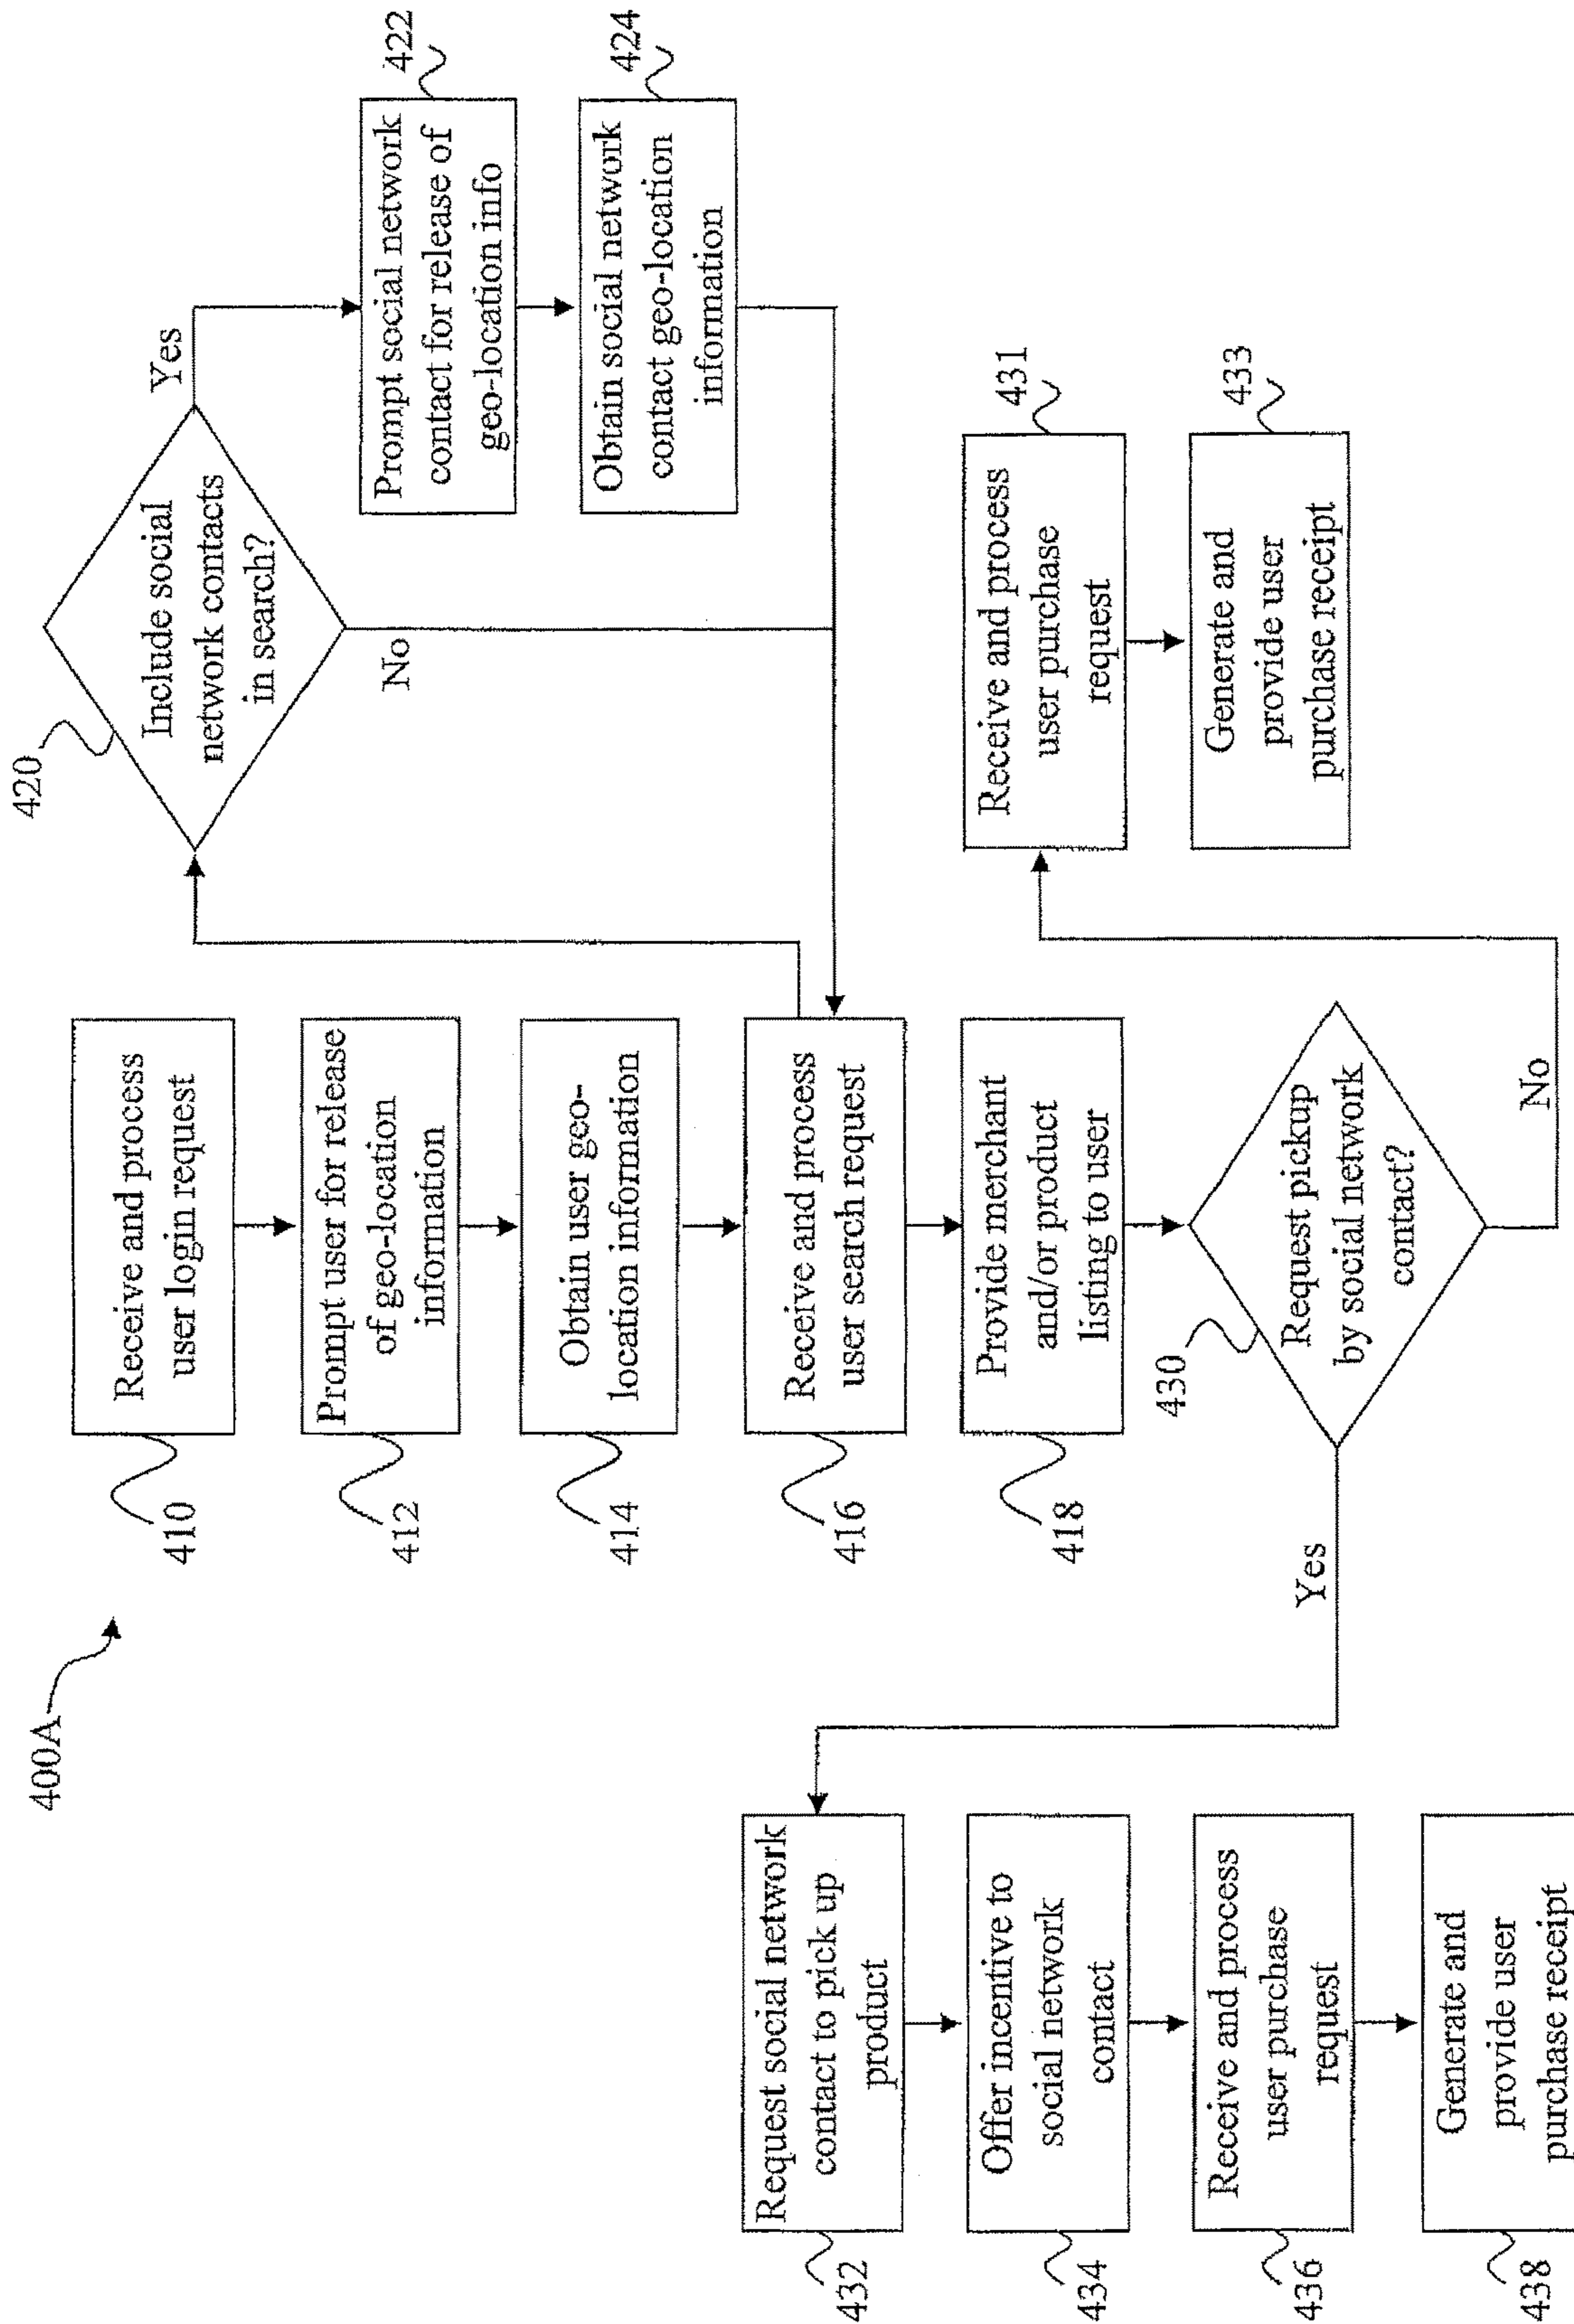 400A
410
Receive and process
user login request
412
Prompt user for release
of geo-location
information
414
Obtain user geo-
location information
416
Receive and process
user search request
418
Provide merchant
and/or product
listing to user
420
Include social
network contacts
in search?
Yes
No
422
Prompt social network
contact for release of
geo-location info
424
Obtain social network
contact geo-location
information
430
Request pickup
by social network
contact?
Yes
No
431
Receive and process
user purchase
request
433
Generate and
provide user
purchase receipt
432
Request social network
contact to pick up
product
434
Offer incentive to
social network
contact
436
Receive and process
user purchase
request
438
Generate and
provide user
purchase receipt